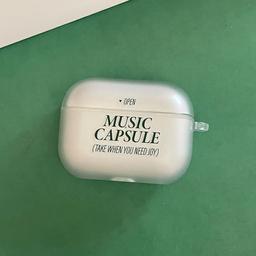 ▾ OPEN
MUSIC
CAPSULE
(TAKE WHEN YOU NEED JOY)